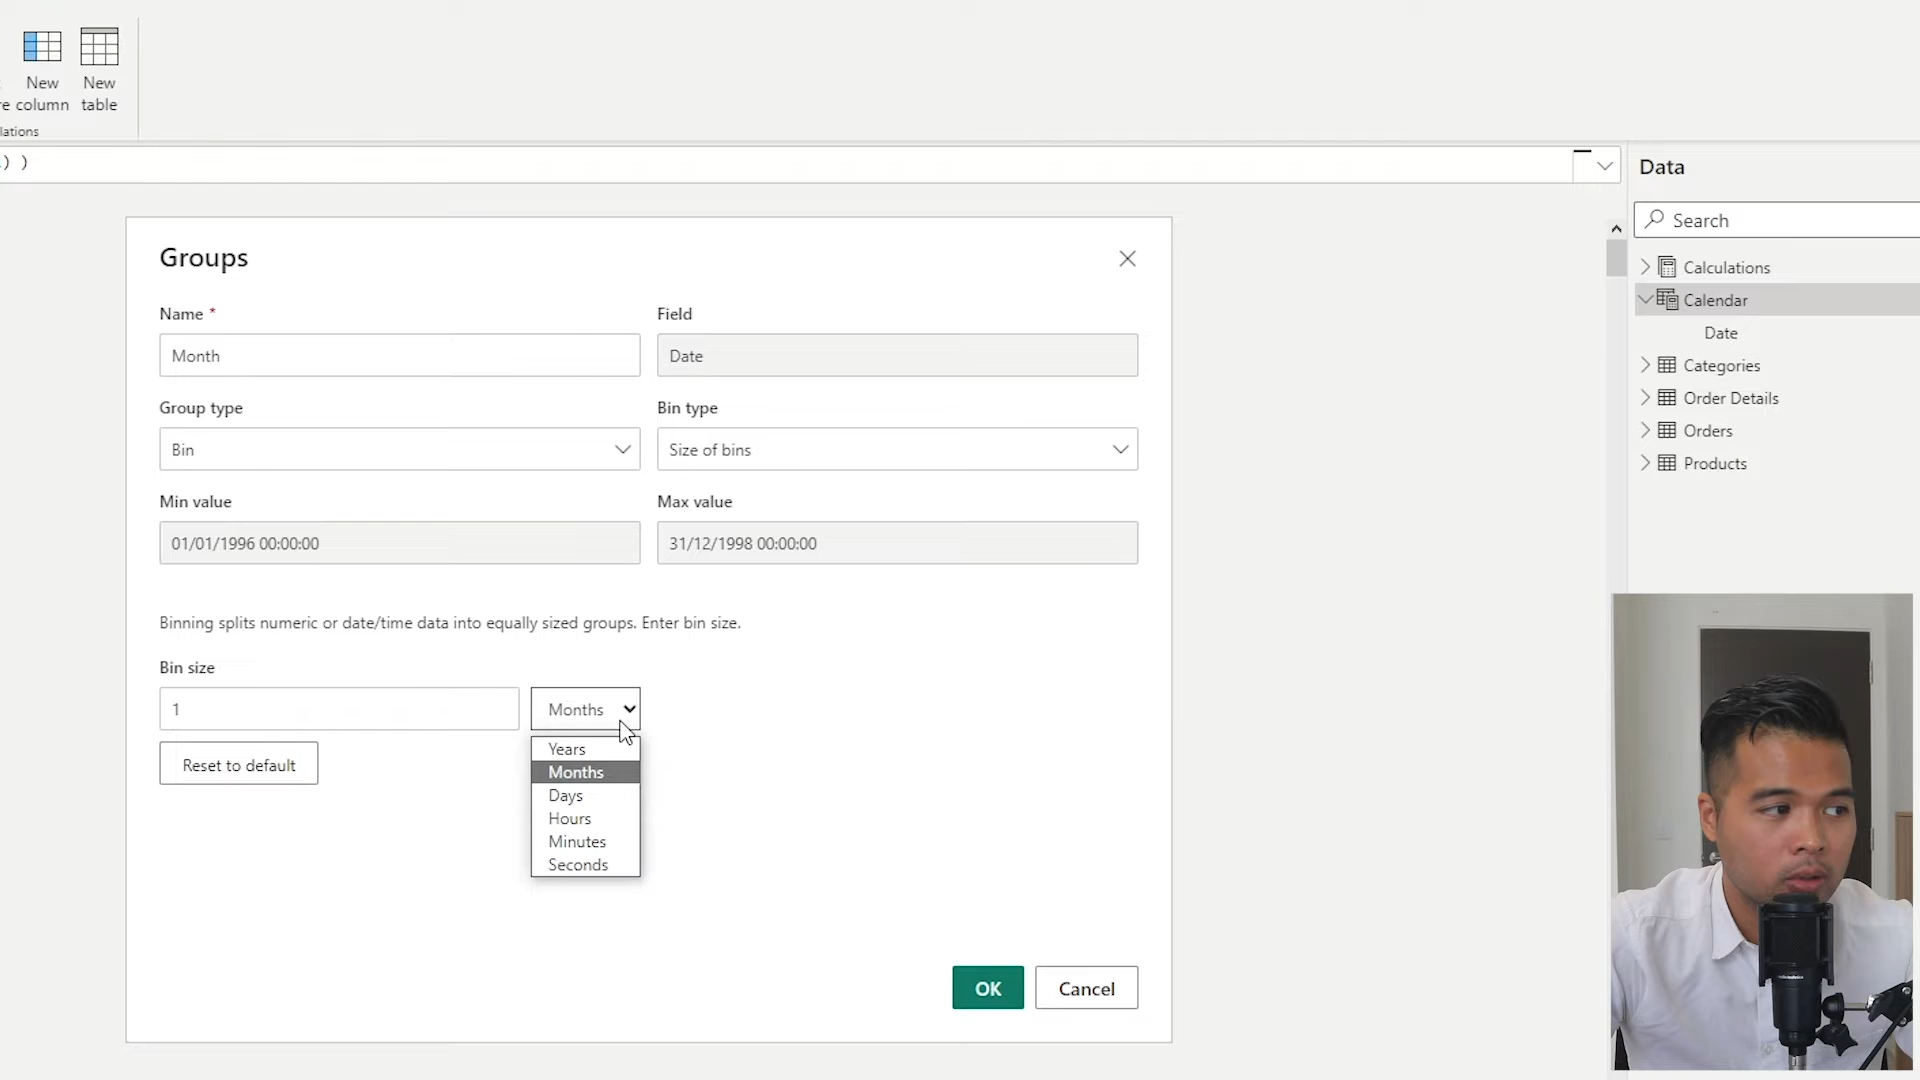 New
column
New
table
re
lations
) )
Data
Search
Calculations
Calendar
Date
Categories
Order Details
Orders
Products
Groups
Name *
Field
Month
Date
Group type
Bin type
Bin
Size of bins
Min value
Max value
01/01/1996 00:00:00
31/12/1998 00:00:00
Binning splits numeric or date/time data into equally sized groups. Enter bin size.
Bin size
1
Months
Reset to default
Years
Months
Days
Hours
Minutes
Seconds
OK
Cancel